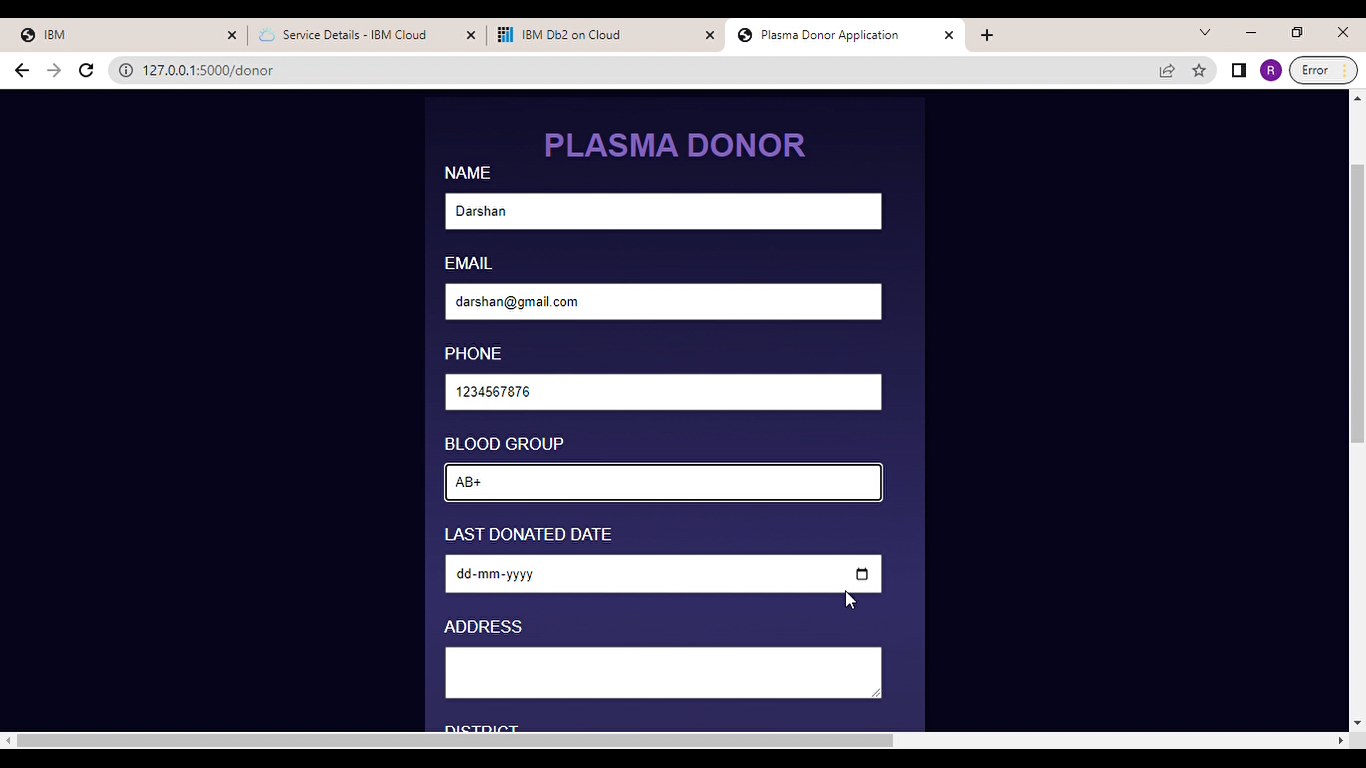 IBM
Service Details - IBM Cloud
IBM Db2 on Cloud
Plasma Donor Application
127.0.0.1:5000/donor
R
Error
PLASMA DONOR
NAME
Darshan
EMAIL
darshan@gmail.com
PHONE
1234567876
BLOOD GROUP
AB+
LAST DONATED DATE
dd-mm-yyyy
ADDRESS
DISTRICT